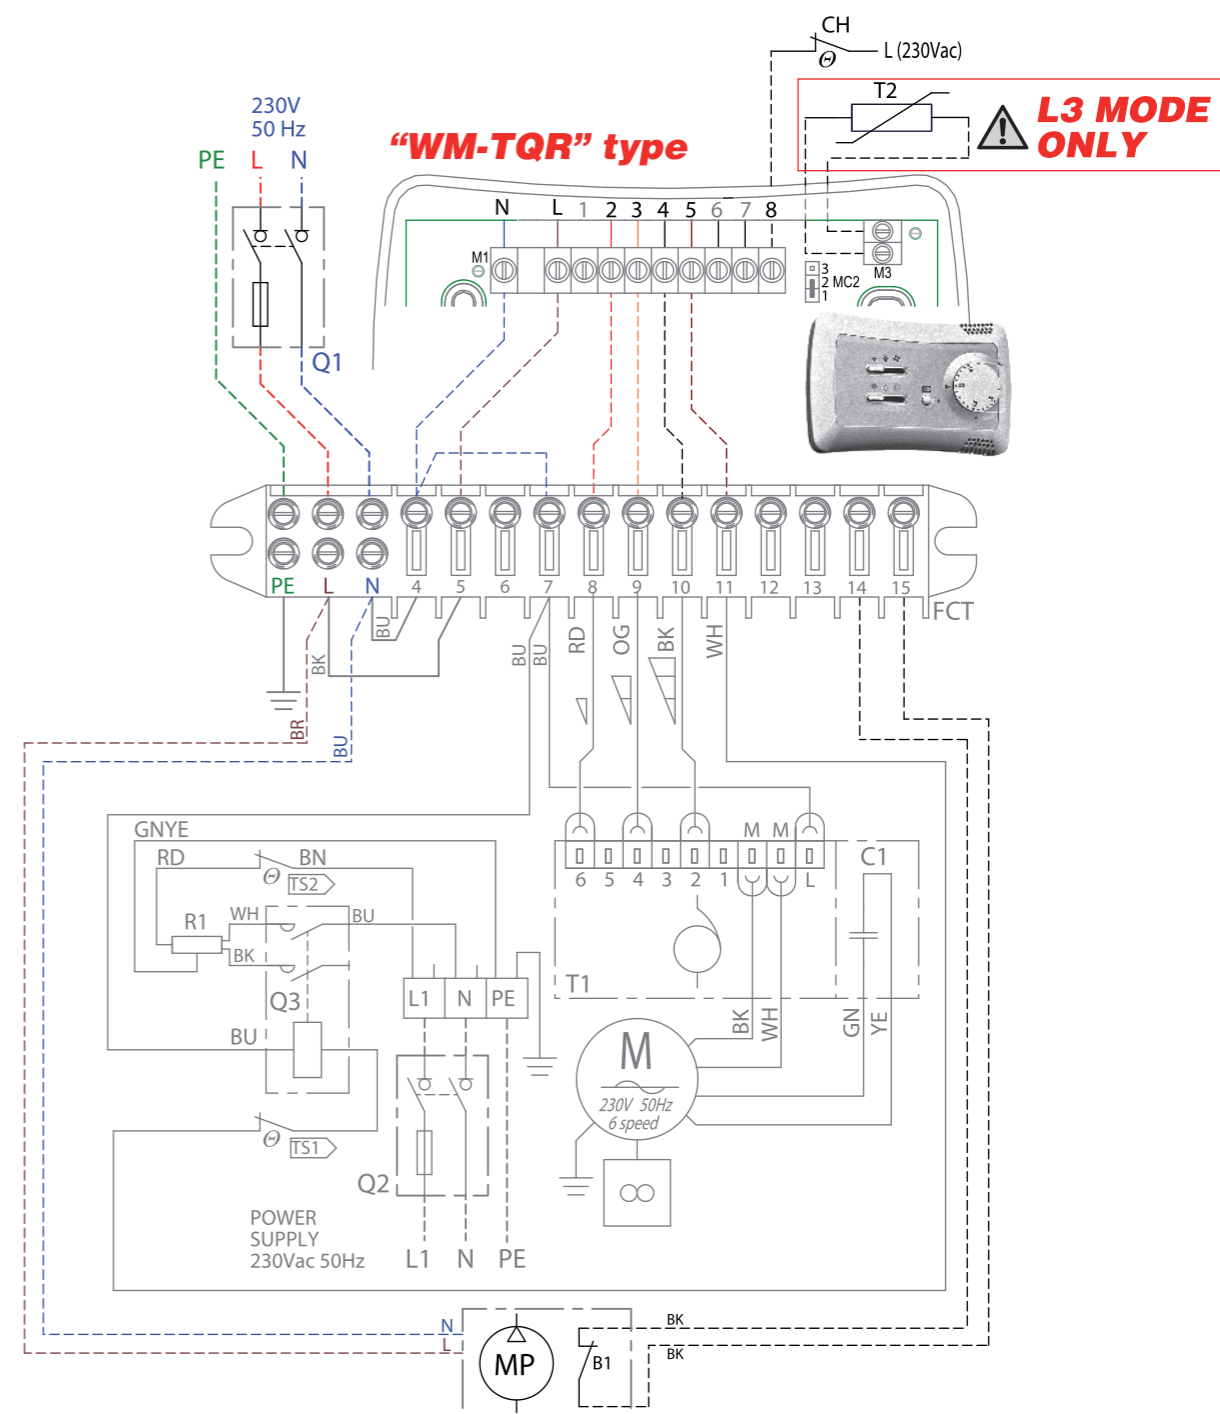 CH
L (230Vac)
T2
L3 MODE
ONLY
230V
50 Hz
PE L N
"WM-TQR" type
N L 1 2 3 4 5 6 7 8
M1
M3
3
2 MC2
1
Q1
PE L N 4 5 6 7 8 9 10 11 12 13 14 15
FCT
BU
BK
BU
BU
RD
OG
BK
WH
BR
BU
GNYE
RD
BN
TS2
R1
WH
BU
BK
Q3
BU
TS1
L1 N PE
Q2
POWER
SUPPLY
230Vac 50Hz
L1 N PE
M M
6 5 4 3 2 1 L
C1
T1
BK
WH
GN
YE
M
230V 50Hz
6 speed
N
L
MP
B1
BK
BK